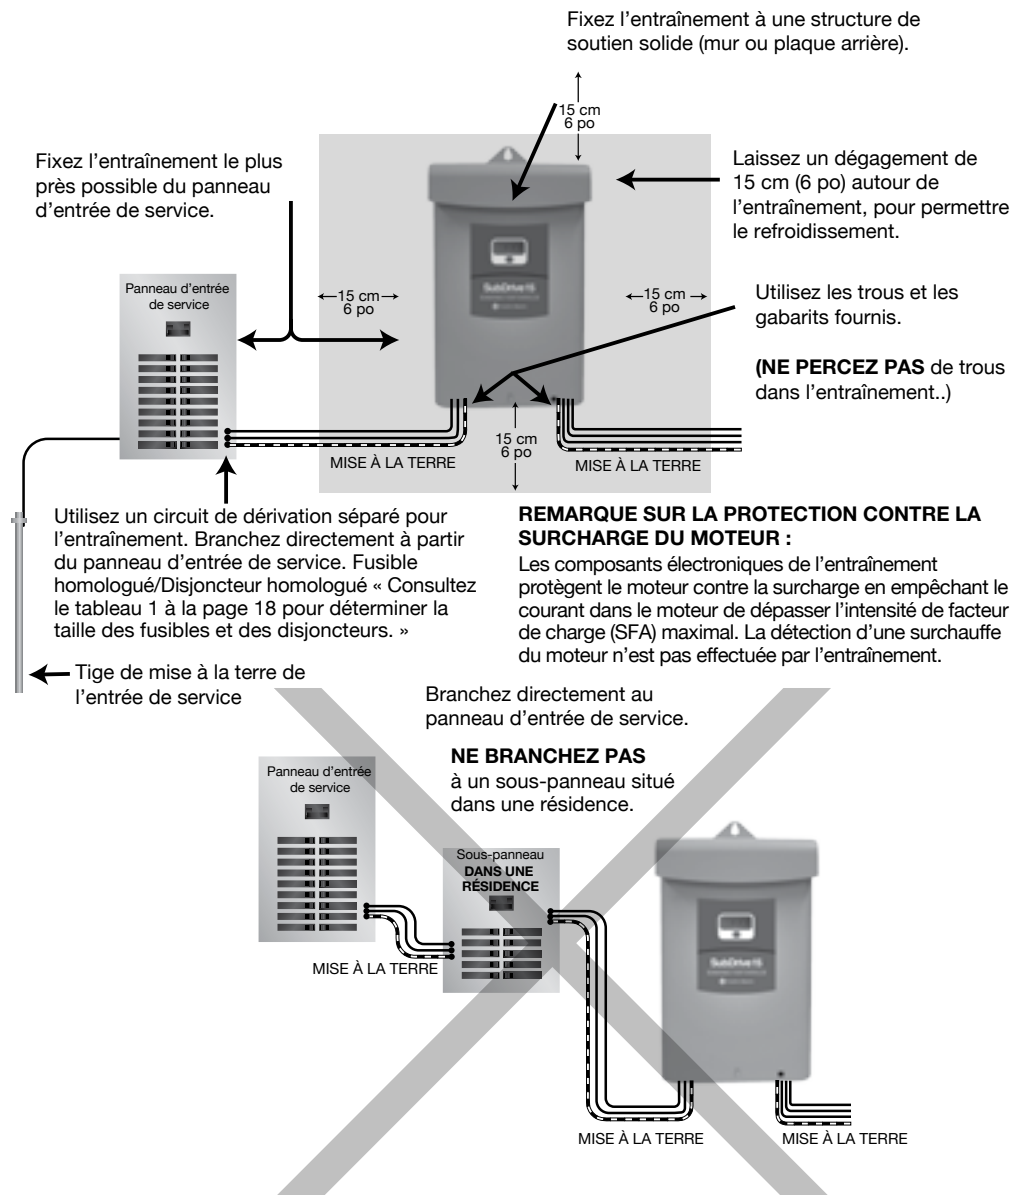 Fixez l'entraînement à une structure de
soutien solide (mur ou plaque arrière).
15 cm
6 po
Fixez l'entraînement le plus
près possible du panneau
d'entrée de service.
Laissez un dégagement de
15 cm (6 po) autour de
l'entraînement, pour permettre
le refroidissement.
Panneau d'entrée
de service
15 cm
6 po
SubDrive15
15 cm
6 po
Utilisez les trous et les
gabarits fournis.
(NE PERCEZ PAS de trous
dans l'entraînement..)
15 cm
6 po
MISE À LA TERRE
MISE À LA TERRE
Utilisez un circuit de dérivation séparé pour
l'entraînement. Branchez directement à partir
du panneau d'entrée de service. Fusible
homologué/Disjoncteur homologué « Consultez
le tableau 1 à la page 18 pour déterminer la
taille des fusibles et des disjoncteurs. »
Tige de mise à la terre de
l'entrée de service
REMARQUE SUR LA PROTECTION CONTRE LA
SURCHARGE DU MOTEUR :
Les composants électroniques de l'entraînement
protègent le moteur contre la surcharge en empêchant le
courant dans le moteur de dépasser l'intensité de facteur
de charge (SFA) maximal. La détection d'une surchauffe
du moteur n'est pas effectuée par l'entraînement.
Branchez directement au
panneau d'entrée de service.
NE BRANCHEZ PAS
à un sous-panneau situé
dans une résidence.
Panneau d'entrée
de service
Sous-panneau
DANS UNE
RÉSIDENCE
SubDrive15
MISE À LA TERRE
MISE À LA TERRE
MISE À LA TERRE